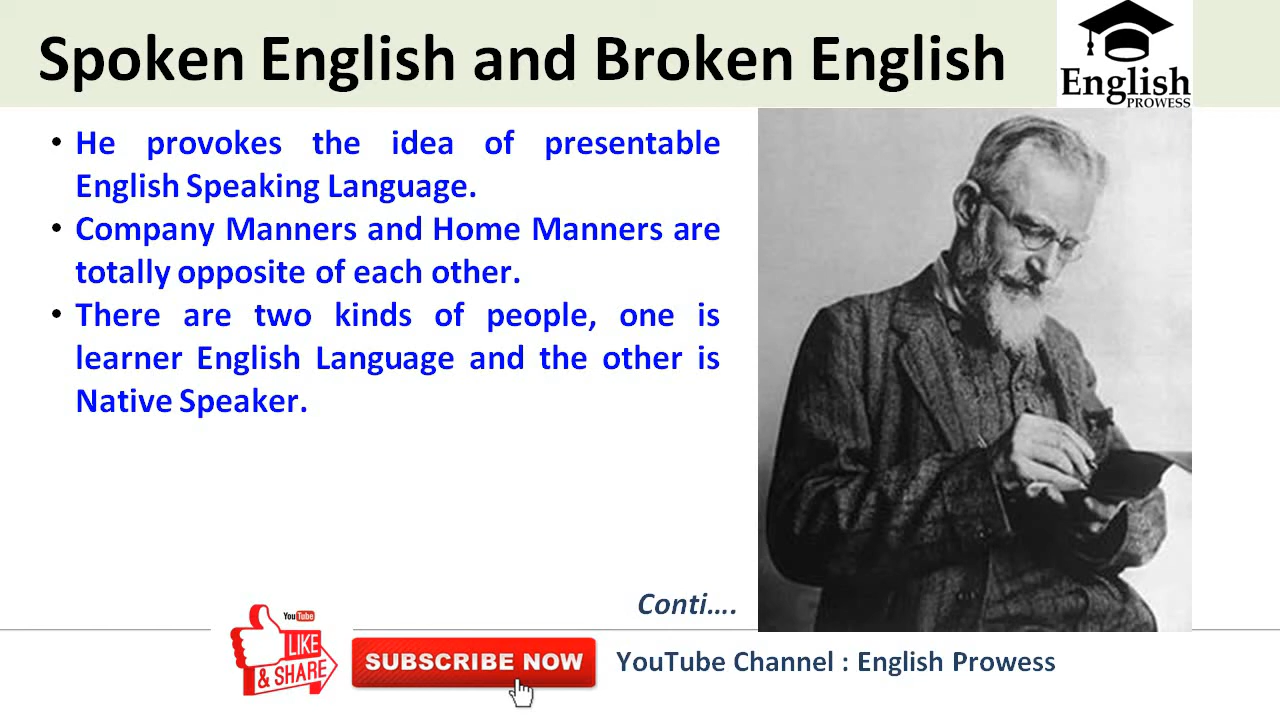 Spoken English and Broken English
English
PROWESS
• He provokes the idea of presentable
English Speaking Language.
• Company Manners and Home Manners are
totally opposite of each other.
• There are two kinds of people, one is
learner English Language and the other is
Native Speaker.
Conti....
YouTube
LIKE
& SHARE
SUBSCRIBE NOW
YouTube Channel : English Prowess